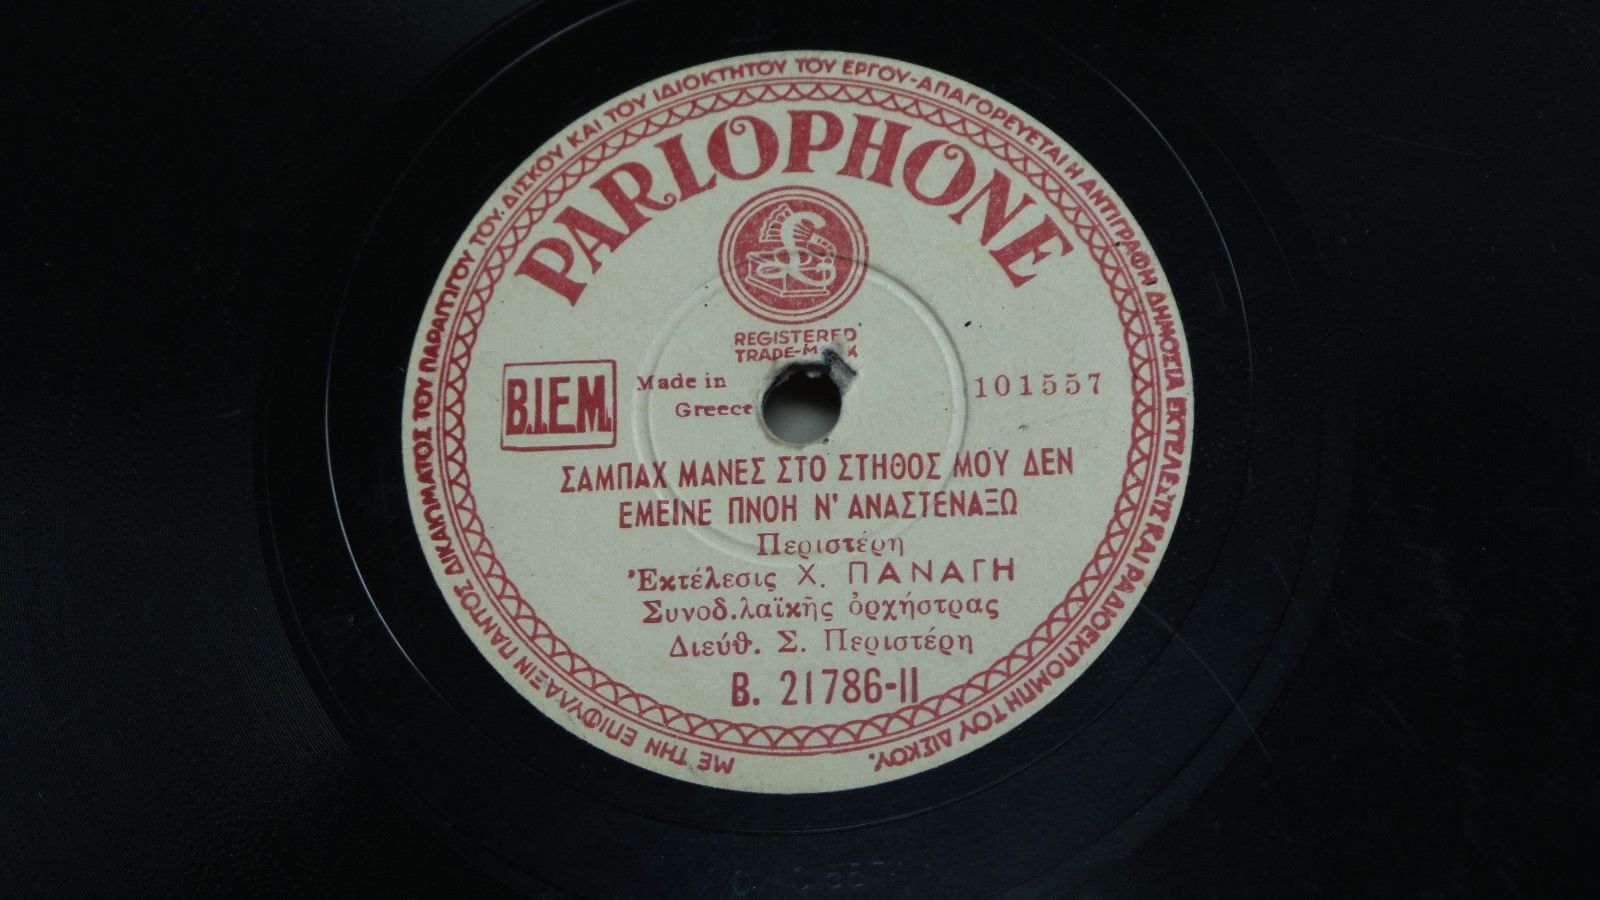 ΜΕ ΤΗΝ ΕΠΙΦΥΛΑΞΙΝ ΠΑΝΤΟΣ ΔΙΚΑΙΩΜΑΤΟΣ ΤΟΥ ΠΑΡΑΓΩΓΟΥ ΤΟΥ ΔΙΣΚΟΥ ΚΑΙ ΤΟΥ ΙΔΙΟΚΤΗΤΟΥ ΤΟΥ ΕΡΓΟΥ-ΑΠΑΓΟΡΕΥΕΤΑΙ Η ΑΝΤΙΓΡΑΦΗ ΔΗΜΟΣΙΑ ΕΚΤΕΛΕΣΙΣ ΚΑΙ ΡΑΔΙΟΕΚΠΟΜΠΗ ΤΟΥ ΔΙΣΚΟΥ.
PARLOPHONE
REGISTERED
TRADE-MARK
B.I.E.M.
Made in
Greece
101557
ΣΑΜΠΑΧ ΜΑΝΕΣ ΣΤΟ ΣΤΗΘΟΣ ΜΟΥ ΔΕΝ
ΕΜΕΙΝΕ ΠΝΟΗ Ν' ΑΝΑΣΤΕΝΑΞΩ
Περιστέρη
Ἐκτέλεσις Χ. ΠΑΝΑΓΗ
Συνοδ.λαϊκῆς ὀρχήστρας
Διεύθ. Σ. Περιστέρη
B. 21786-II